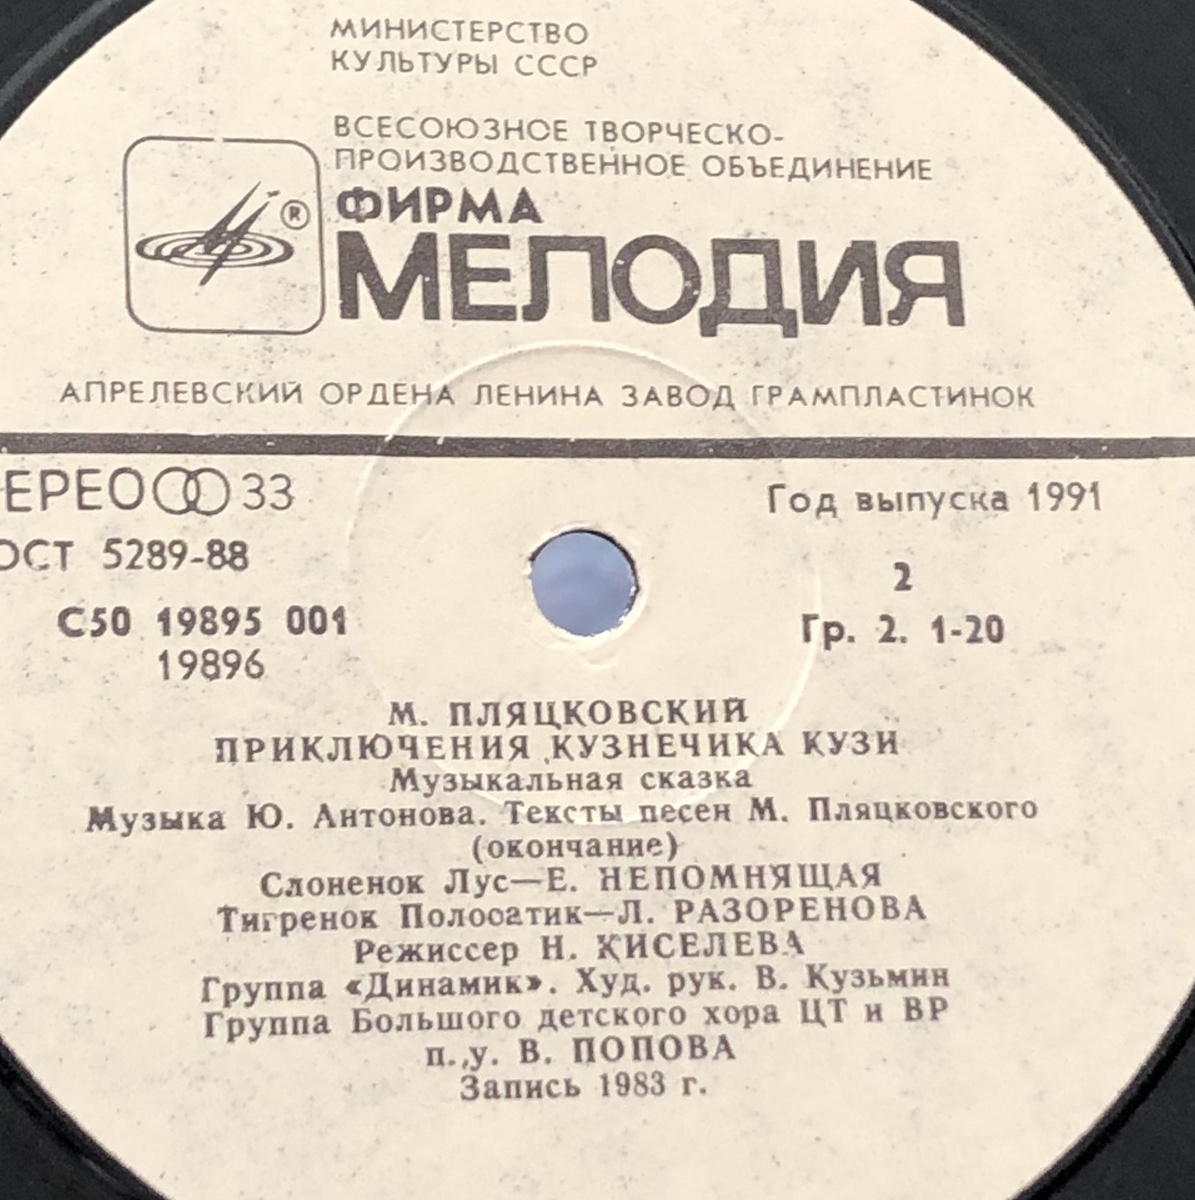 МИНИСТЕРСТВО
КУЛЬТУРЫ СССР
ВСЕСОЮЗНОЕ ТВОРЧЕСКО-
ПРОИЗВОДСТВЕННОЕ ОБЪЕДИНЕНИЕ
ФИРМА
®
МЕЛОДИЯ
АПРЕЛЕВСКИЙ ОРДЕНА ЛЕНИНА ЗАВОД ГРАМПЛАСТИНОК
ЕРЕО 33
Год выпуска 1991
ОСТ 5289-88
2
С50 19895 001
Гр. 2. 1-20
19896
М. ПЛЯЦКОВСКИЙ
ПРИКЛЮЧЕНИЯ КУЗНЕЧИКА КУЗИ
Музыкальная сказка
Музыка Ю. Антонова. Тексты песен М. Пляцковского
(окончание)
Слоненок Лус—Е. НЕПОМНЯЩАЯ
Тигренок Полосатик—Л. РАЗОРЕНОВА
Режиссер Н. КИСЕЛЕВА
Группа «Динамик». Худ. рук. В. Кузьмин
Группа Большого детского хора ЦТ и ВР
п. у. В. ПОПОВА
Запись 1983 г.